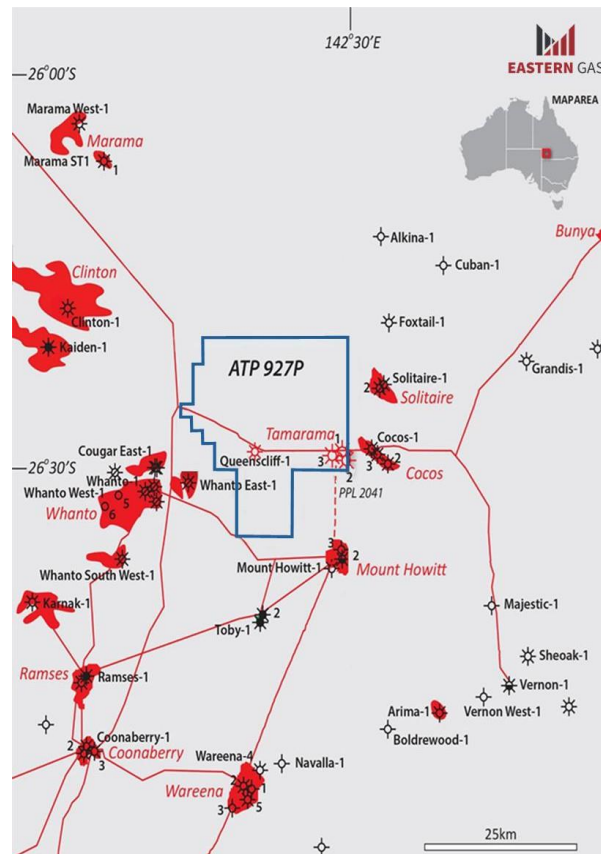 142°30'E
EASTERN GAS
26°00'S
MAP AREA
Marama West-1
Marama
Marama ST1
1
Alkina-1
Bunya
Cuban-1
Clinton
Clinton-1
Foxtail-1
Kaiden-1
Grandis-1
ATP 927P
Solitaire-1
2
Solitaire
Tamarama
1
Cocos-1
Cougar East-1
Queenscliff-1
3
3
2
2
Cocos
26°30'S
Whanto-1
Whanto East-1
PPL 2041
Whanto West-1
5
Whanto
6
3
2
Whanto South West-1
Mount Howitt-1
Mount Howitt
Karnak-1
Majestic-1
2
Toby-1
Sheoak-1
Ramses
Ramses-1
Vernon-1
Arima-1
Vernon West-1
Boldrewood-1
Coonaberry-1
2
Coonaberry
3
Wareena-4
Navalla-1
2
Wareena
1
3
5
25km